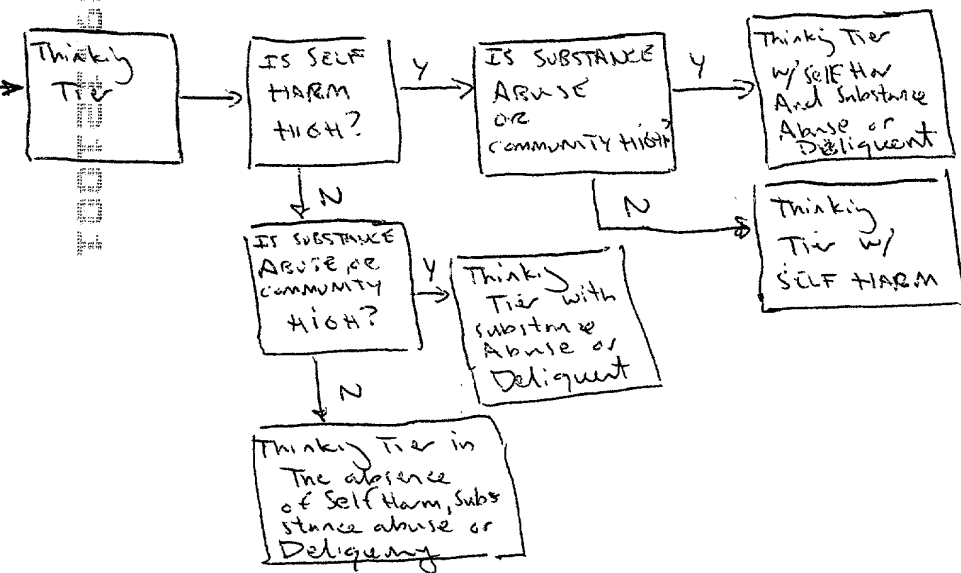 Thinking
Tier
IS SELF
HARM
HIGH?
Y
IS SUBSTANCE
ABUSE
OR
COMMUNITY HIGH?
Y
Thinking Tier
w/ Self Har
And Substance
Abuse or
Deliquent
N
N
Thinking
Tier w/
SELF HARM
IS SUBSTANCE
ABUSE, OR
COMMUNITY
HIGH?
Y
Thinking
Tier with
substance
Abuse or
Deliquent
N
Thinking Tier in
The absence
of Self Harm, Subs
stance abuse or
Deliqueny